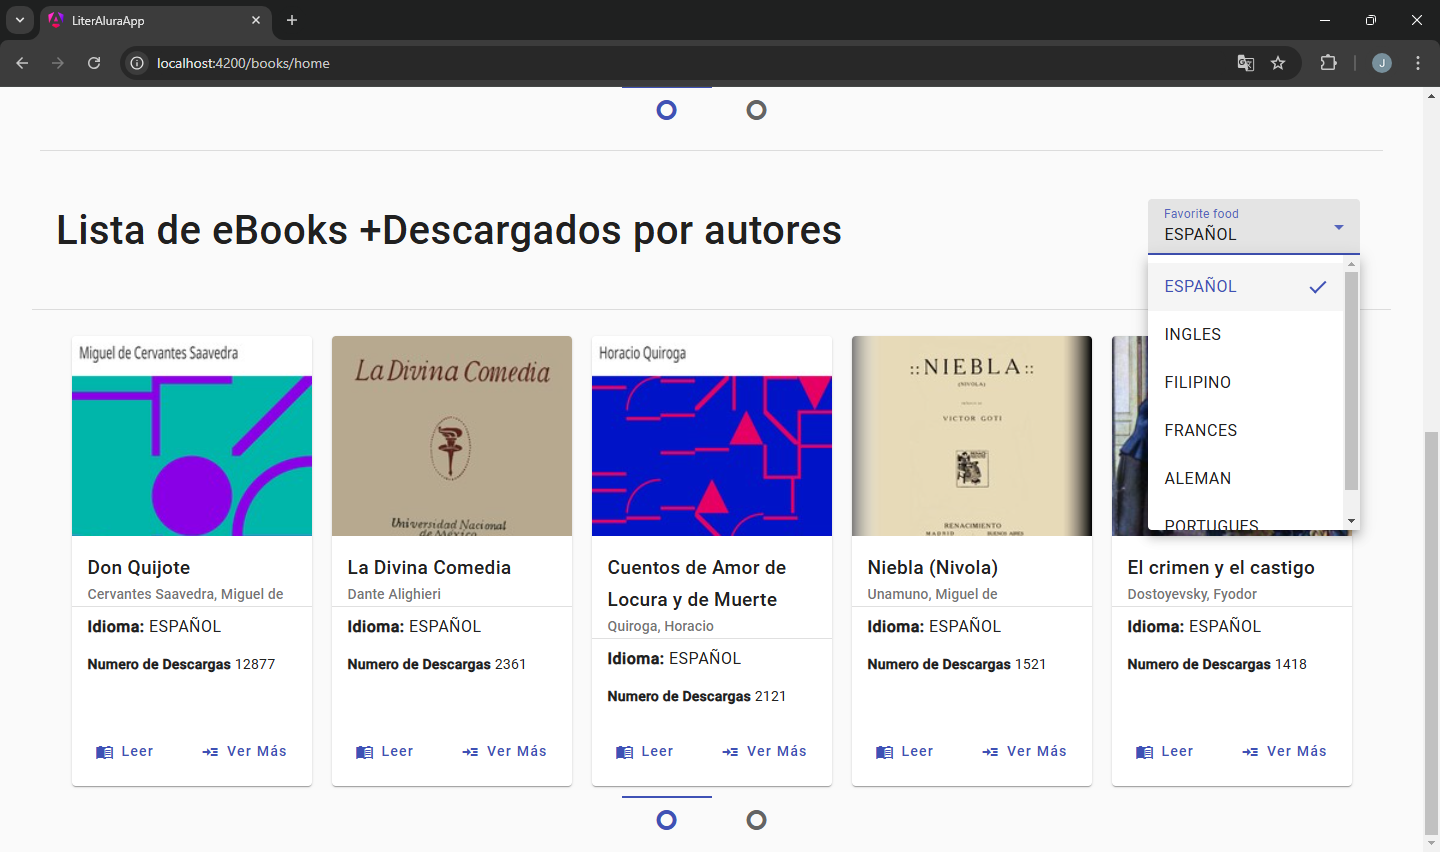 LiterAluraApp
localhost:4200/books/home
J
Lista de eBooks +Descargados por autores
Favorite food
ESPAÑOL
ESPAÑOL
INGLES
FILIPINO
FRANCES
ALEMAN
PORTUGUES
Miguel de Cervantes Saavedra
Don Quijote
Cervantes Saavedra, Miguel de
Idioma: ESPAÑOL
Numero de Descargas 12877
Leer
Ver Más
La Divina Comedia
Universidad Nacional
de México
La Divina Comedia
Dante Alighieri
Idioma: ESPAÑOL
Numero de Descargas 2361
Leer
Ver Más
Horacio Quiroga
Cuentos de Amor de
Locura y de Muerte
Quiroga, Horacio
Idioma: ESPAÑOL
Numero de Descargas 2121
Leer
Ver Más
::NIEBLA::
(NIVOLA)
VICTOR GOTI
RENACIMIENTO
MADRID BUENOS AIRES
Niebla (Nivola)
Unamuno, Miguel de
Idioma: ESPAÑOL
Numero de Descargas 1521
Leer
Ver Más
El crimen y el castigo
Dostoyevsky, Fyodor
Idioma: ESPAÑOL
Numero de Descargas 1418
Leer
Ver Más